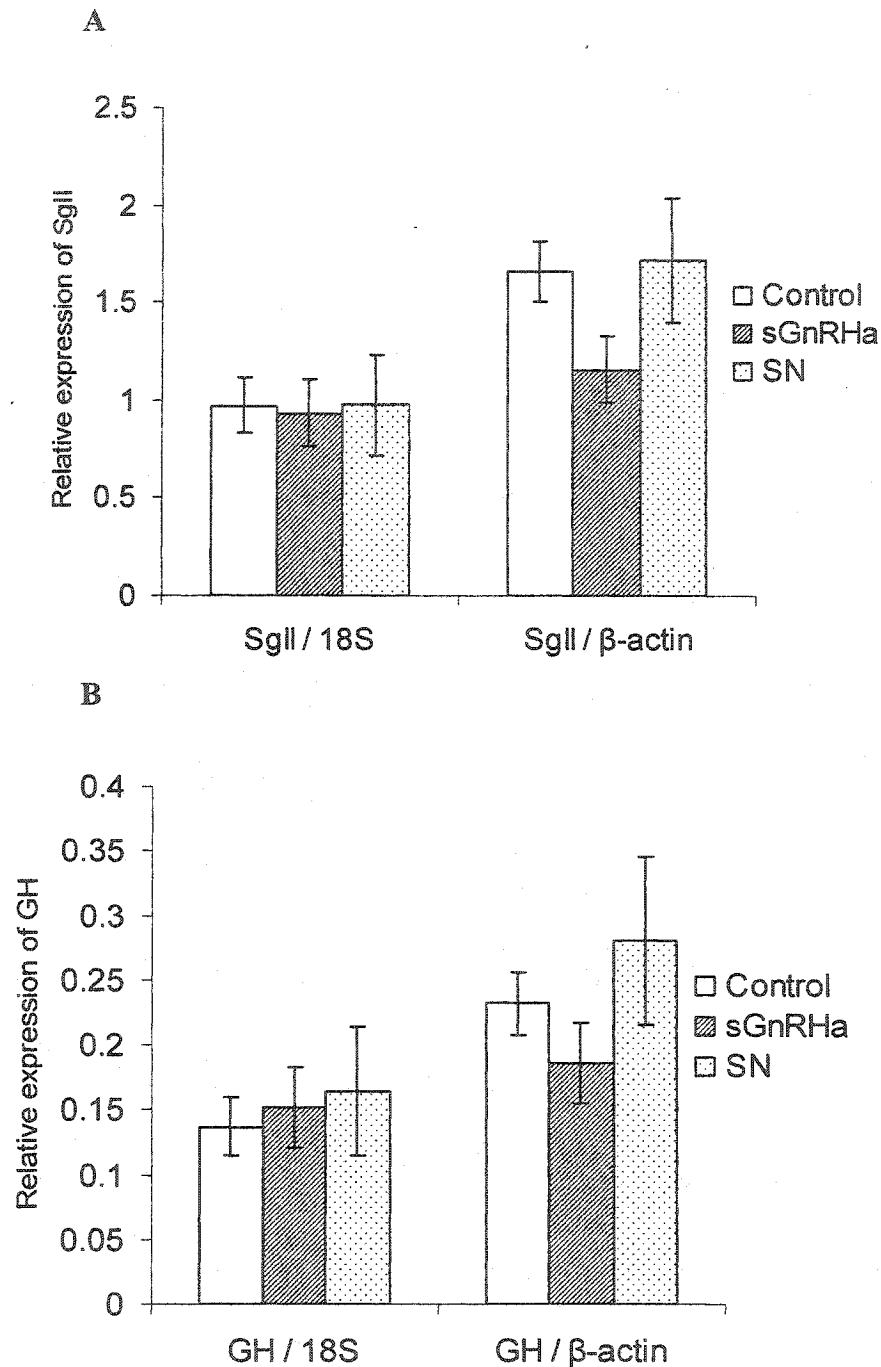 A
Relative expression of SgII
2.5
2
1.5
1
0.5
0
SgII / 18S
SgII / β-actin
Control
sGnRHa
SN
B
Relative expression of GH
0.4
0.35
0.3
0.25
0.2
0.15
0.1
0.05
0
GH / 18S
GH / β-actin
Control
sGnRHa
SN